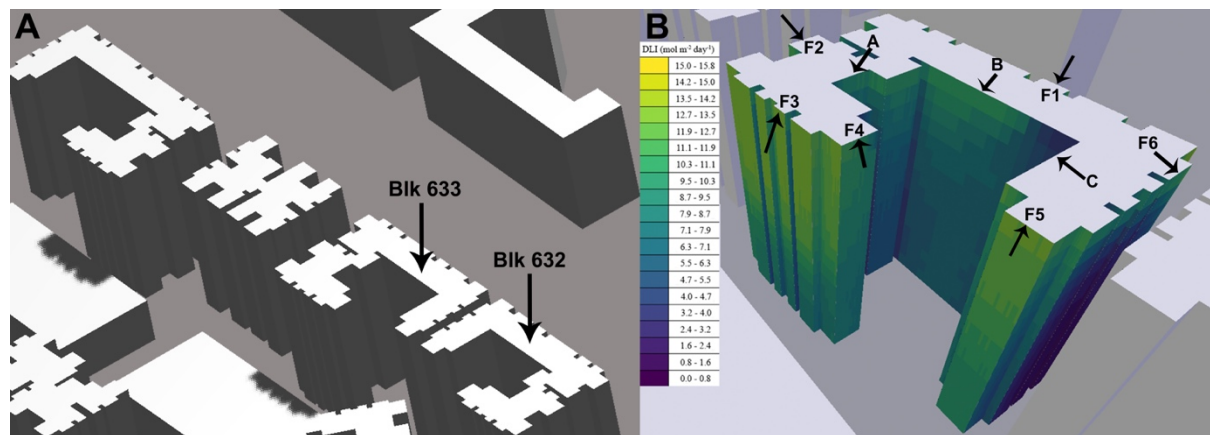 A
Blk 633
Blk 632
B
DLI (mol m⁻² day⁻¹)
15.0 - 15.8
14.2 - 15.0
13.5 - 14.2
12.7 - 13.5
11.9 - 12.7
11.1 - 11.9
10.3 - 11.1
9.5 - 10.3
8.7 - 9.5
7.9 - 8.7
7.1 - 7.9
6.3 - 7.1
5.5 - 6.3
4.7 - 5.5
4.0 - 4.7
3.2 - 4.0
2.4 - 3.2
1.6 - 2.4
0.8 - 1.6
0.0 - 0.8
F2
A
B
F1
F3
F4
F6
C
F5